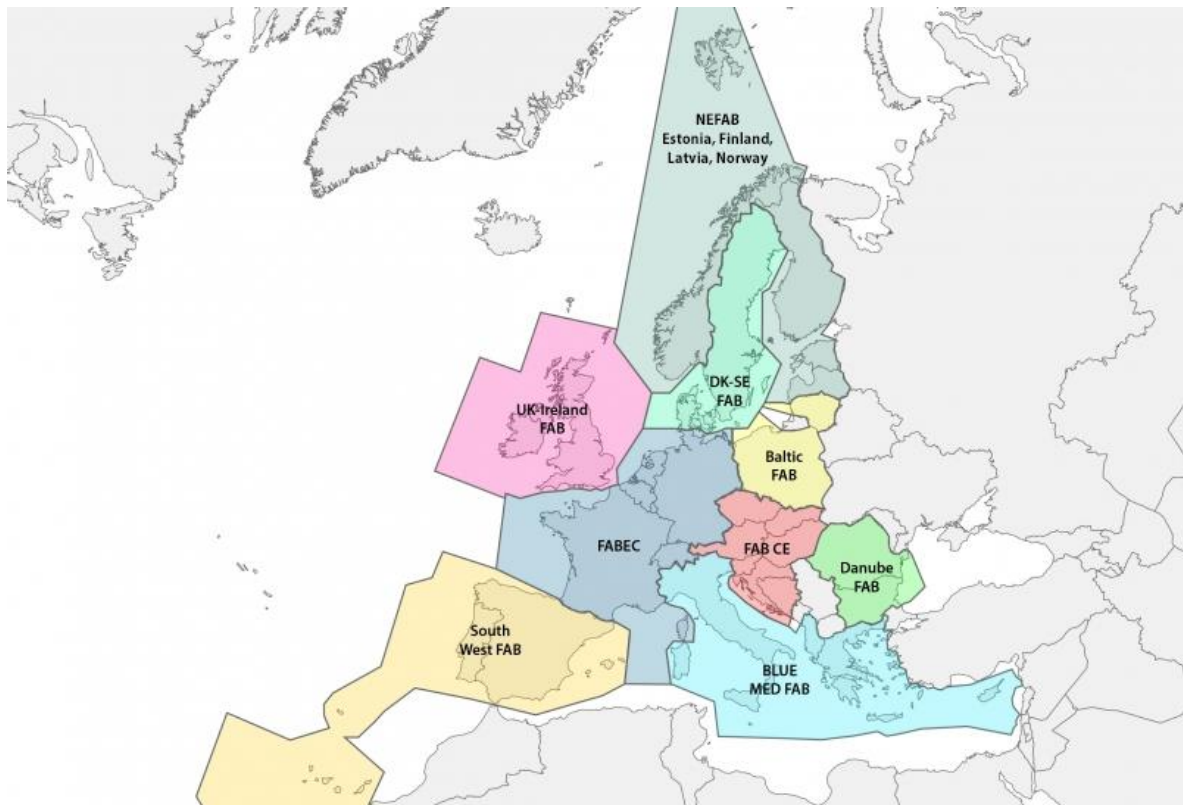 NEFAB
Estonia, Finland,
Latvia, Norway
DK-SE
FAB
UK-Ireland
FAB
Baltic
FAB
FABEC
FAB CE
Danube
FAB
South
West FAB
BLUE
MED FAB